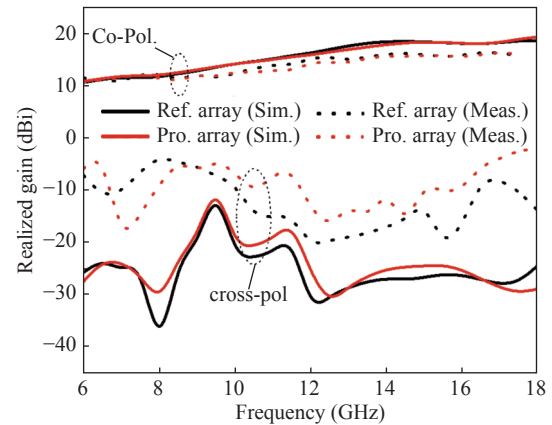 20
10
0
−10
−20
−30
−40
Realized gain (dBi)
Co-Pol.
Ref. array (Sim.)
Ref. array (Meas.)
Pro. array (Sim.)
Pro. array (Meas.)
cross-pol
6
8
10
12
14
16
18
Frequency (GHz)